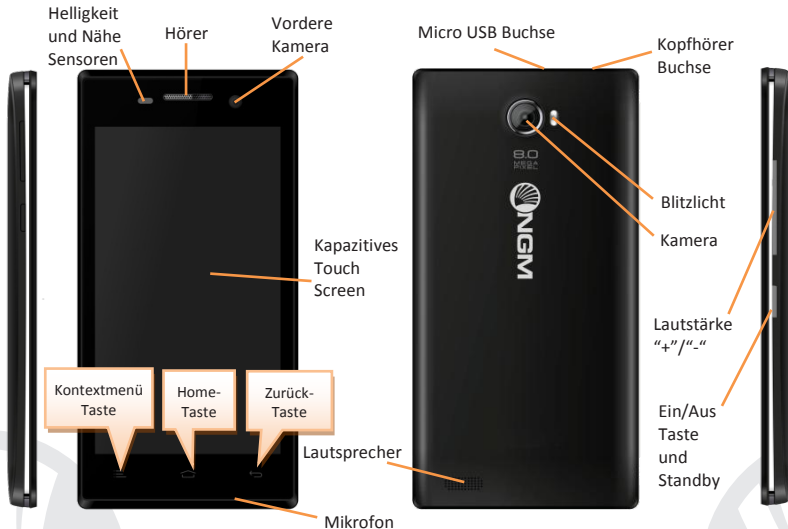 Helligkeit
und Nähe
Sensoren
Hörer
Vordere
Kamera
Micro USB Buchse
Kopfhörer
Buchse
8.0
MEGA
PIXEL
NGM
Blitzlicht
Kamera
Kapazitives
Touch
Screen
Lautstärke
“+”/“-“
Kontextmenü
Taste
Home-
Taste
Zurück-
Taste
Ein/Aus
Taste
und
Standby
Lautsprecher
Mikrofon